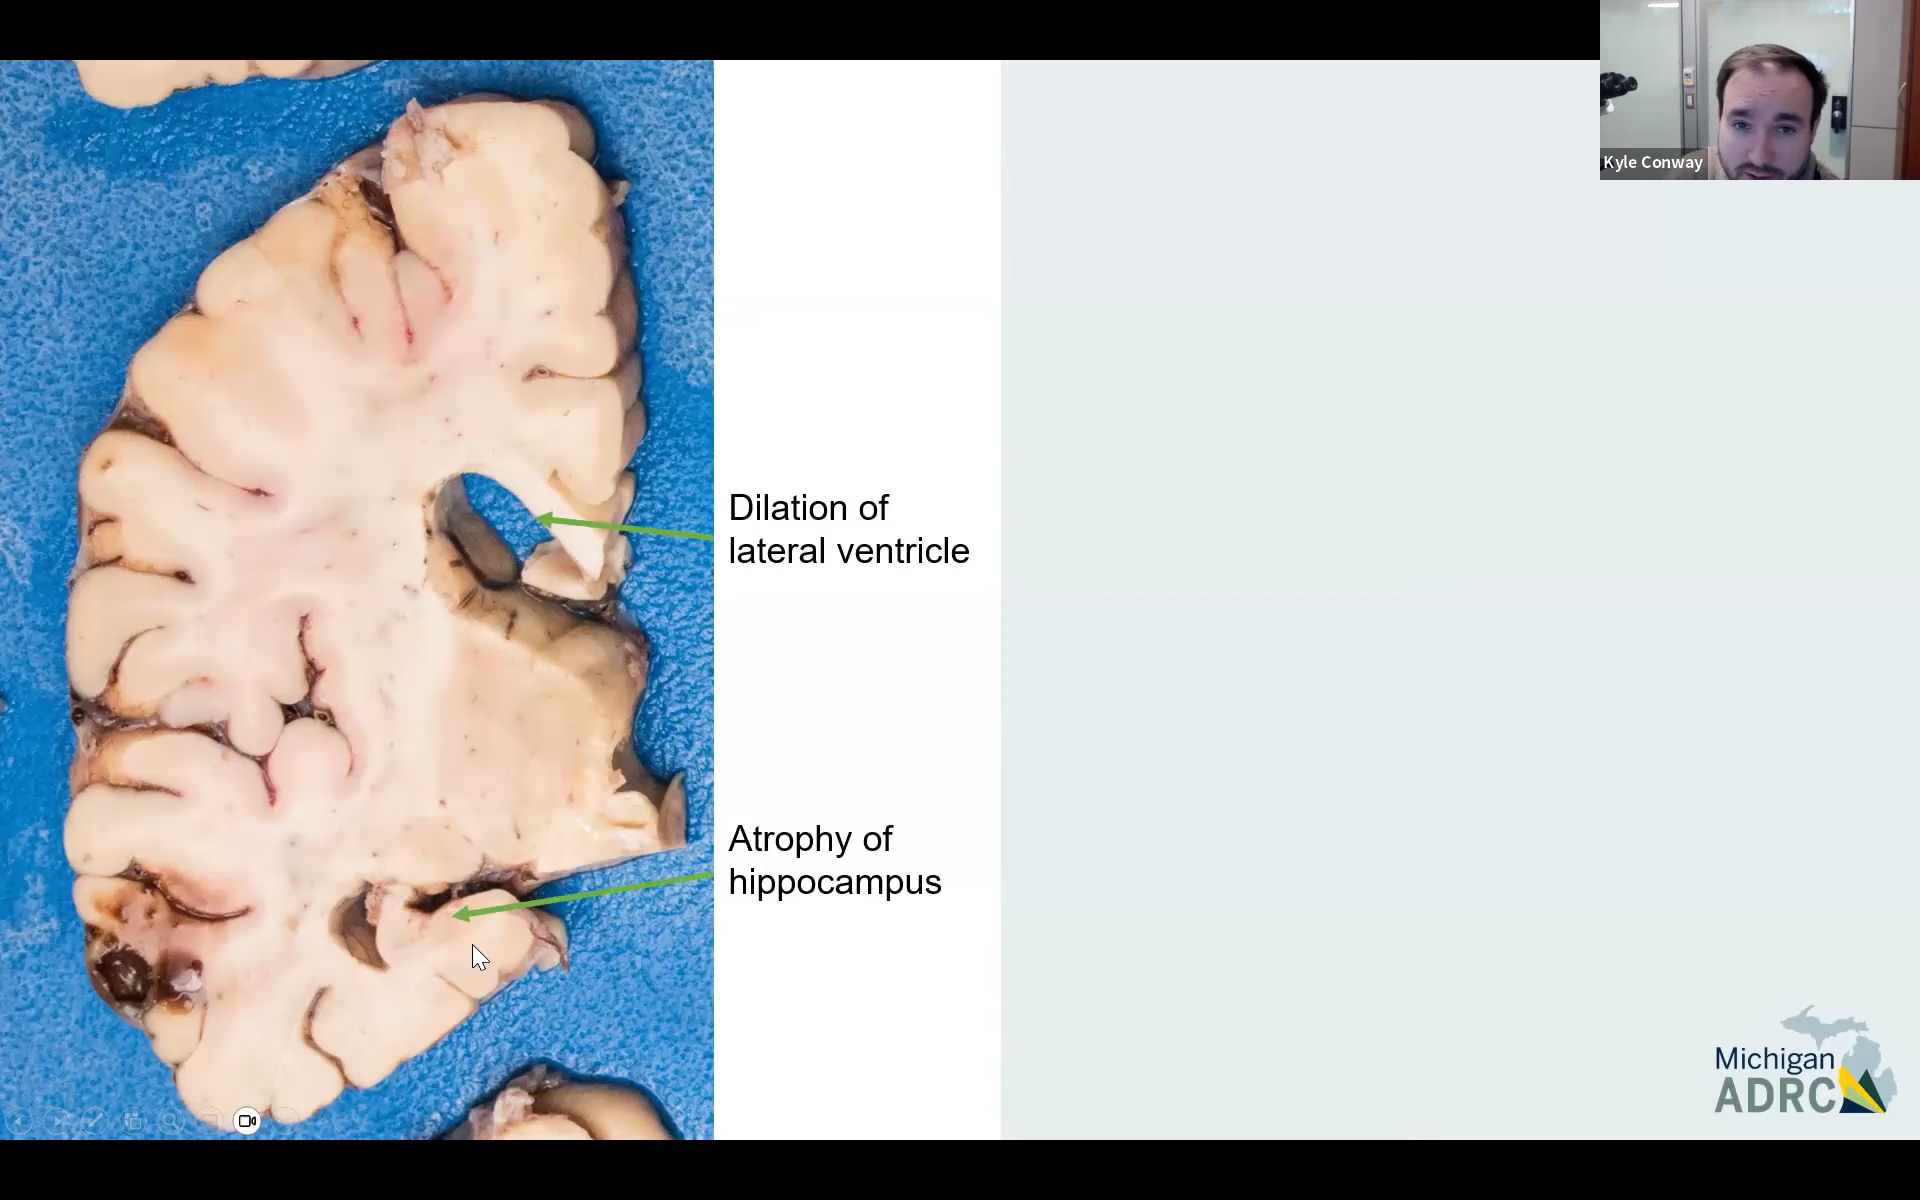 Kyle Conway
Dilation of
lateral ventricle
Atrophy of
hippocampus
Michigan
ADRC